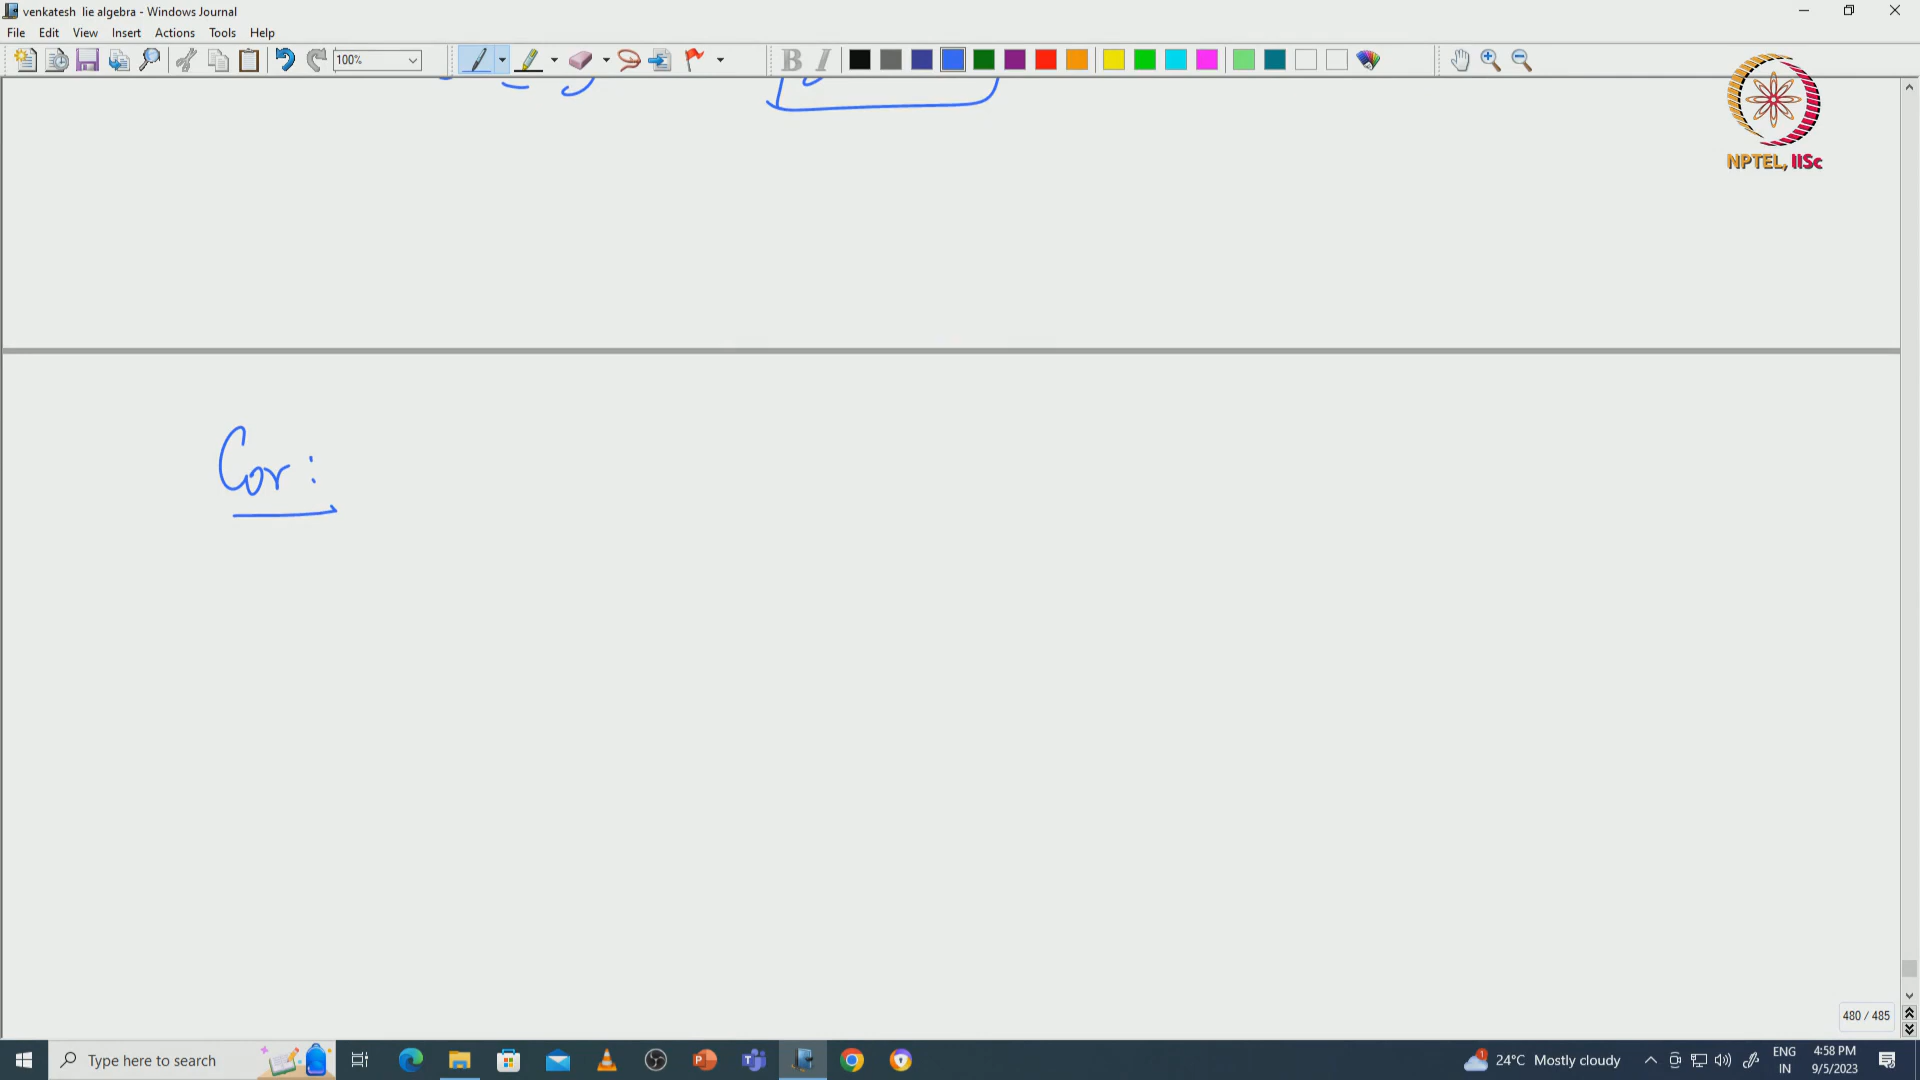 venkatesh lie algebra - Windows Journal
File Edit View Insert Actions Tools Help
100%
B I
NPTEL, IISc
Cor:
480 / 485
Type here to search
24°C Mostly cloudy
ENG
IN
4:58 PM
9/5/2023